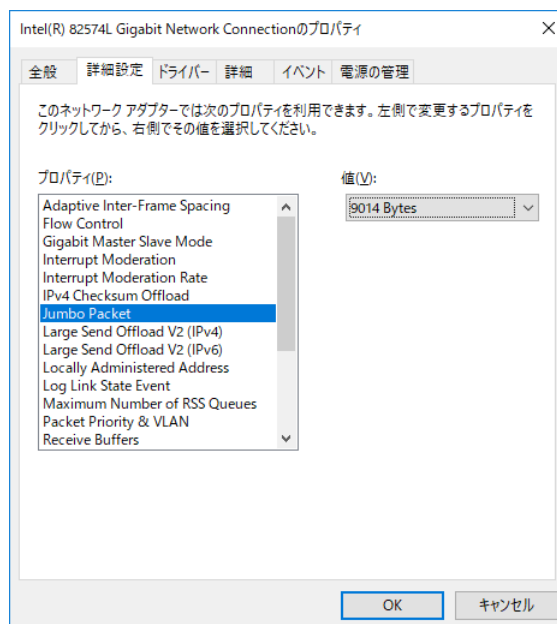 Intel(R) 82574L Gigabit Network Connectionのプロパティ
全般 詳細設定 ドライバー 詳細 イベント 電源の管理
このネットワーク アダプターでは次のプロパティを利用できます。左側で変更するプロパティを
クリックしてから、右側でその値を選択してください。
プロパティ(P):
値(V):
Adaptive Inter-Frame Spacing
Flow Control
Gigabit Master Slave Mode
Interrupt Moderation
Interrupt Moderation Rate
IPv4 Checksum Offload
Jumbo Packet
Large Send Offload V2 (IPv4)
Large Send Offload V2 (IPv6)
Locally Administered Address
Log Link State Event
Maximum Number of RSS Queues
Packet Priority & VLAN
Receive Buffers
9014 Bytes
OK キャンセル